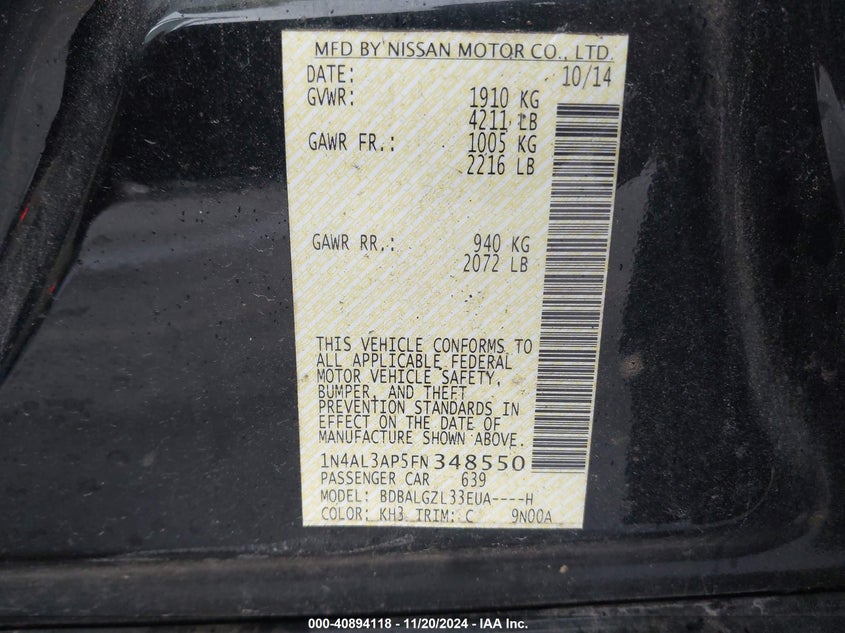 MFD BY NISSAN MOTOR CO., LTD.
DATE: 10/14
GVWR: 1910 KG
4211 LB
GAWR FR.: 1005 KG
2216 LB
GAWR RR.: 940 KG
2072 LB
THIS VEHICLE CONFORMS TO
ALL APPLICABLE FEDERAL
MOTOR VEHICLE SAFETY,
BUMPER, AND THEFT
PREVENTION STANDARDS IN
EFFECT ON THE DATE OF
MANUFACTURE SHOWN ABOVE.
1N4AL3AP5FN348550
PASSENGER CAR 639
MODEL: BDBALGZL33EUA----H
COLOR: KH3 TRIM: C 9N00A
000-40894118 - 11/20/2024 - IAA Inc.